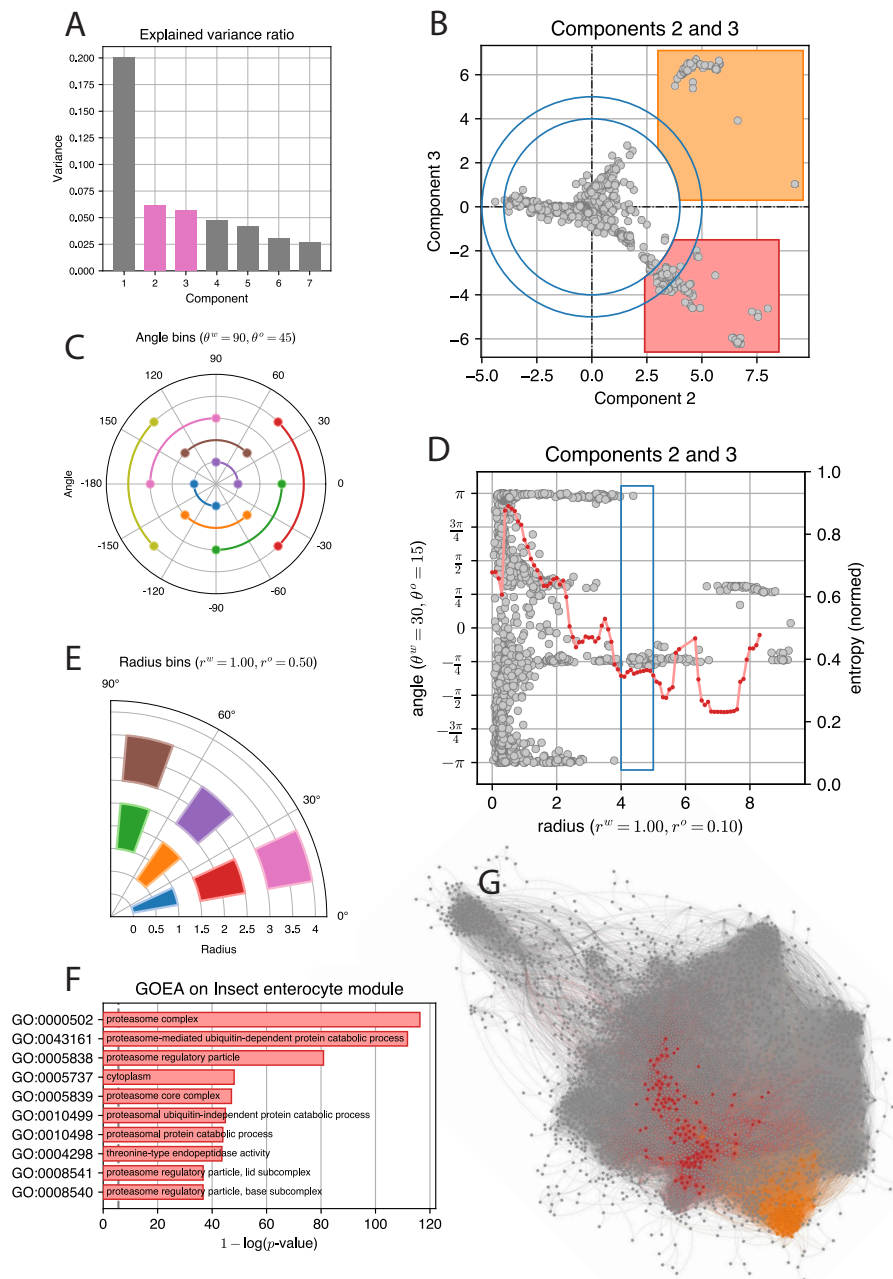 A
Explained variance ratio
0.200
0.175
0.150
0.125
0.100
0.075
0.050
0.025
0.000
Variance
1 2 3 4 5 6 7
Component
B
Components 2 and 3
6
4
2
0
−2
−4
−6
Component 3
−5.0 −2.5 0.0 2.5 5.0 7.5
Component 2
C
Angle bins (θ^w = 90, θ^o = 45)
90
120 60
150 30
-180 0
-150 -30
-120 -60
-90
Angle
D
Components 2 and 3
π
3π/4
π/2
π/4
0
−π/4
−π/2
−3π/4
−π
angle (θ^w = 30, θ^o = 15)
1.0
0.8
0.6
0.4
0.2
0.0
entropy (normed)
0 2 4 6 8
radius (r^w = 1.00, r^o = 0.10)
E
Radius bins (r^w = 1.00, r^o = 0.50)
90°
60°
30°
0°
0 0.5 1 1.5 2 2.5 3 3.5 4
Radius
F
GOEA on Insect enterocyte module
GO:0000502 proteasome complex
GO:0043161 proteasome-mediated ubiquitin-dependent protein catabolic process
GO:0005838 proteasome regulatory particle
GO:0005737 cytoplasm
GO:0005839 proteasome core complex
GO:0010499 proteasomal ubiquitin-independent protein catabolic process
GO:0010498 proteasomal protein catabolic process
GO:0004298 threonine-type endopeptidase activity
GO:0008541 proteasome regulatory particle, lid subcomplex
GO:0008540 proteasome regulatory particle, base subcomplex
0 20 40 60 80 100 120
1 − log(p-value)
G